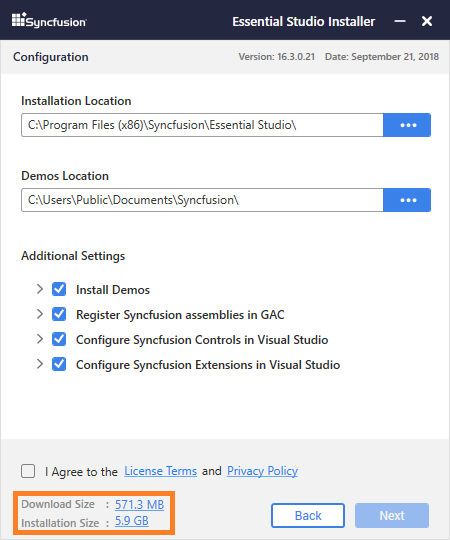 Syncfusion® Essential Studio Installer
Configuration Version: 16.3.0.21 Date: September 21, 2018
Installation Location
C:\Program Files (x86)\Syncfusion\Essential Studio\
Demos Location
C:\Users\Public\Documents\Syncfusion\
Additional Settings
Install Demos
Register Syncfusion assemblies in GAC
Configure Syncfusion Controls in Visual Studio
Configure Syncfusion Extensions in Visual Studio
I Agree to the License Terms and Privacy Policy
Download Size : 571.3 MB
Installation Size : 5.9 GB
Back Next